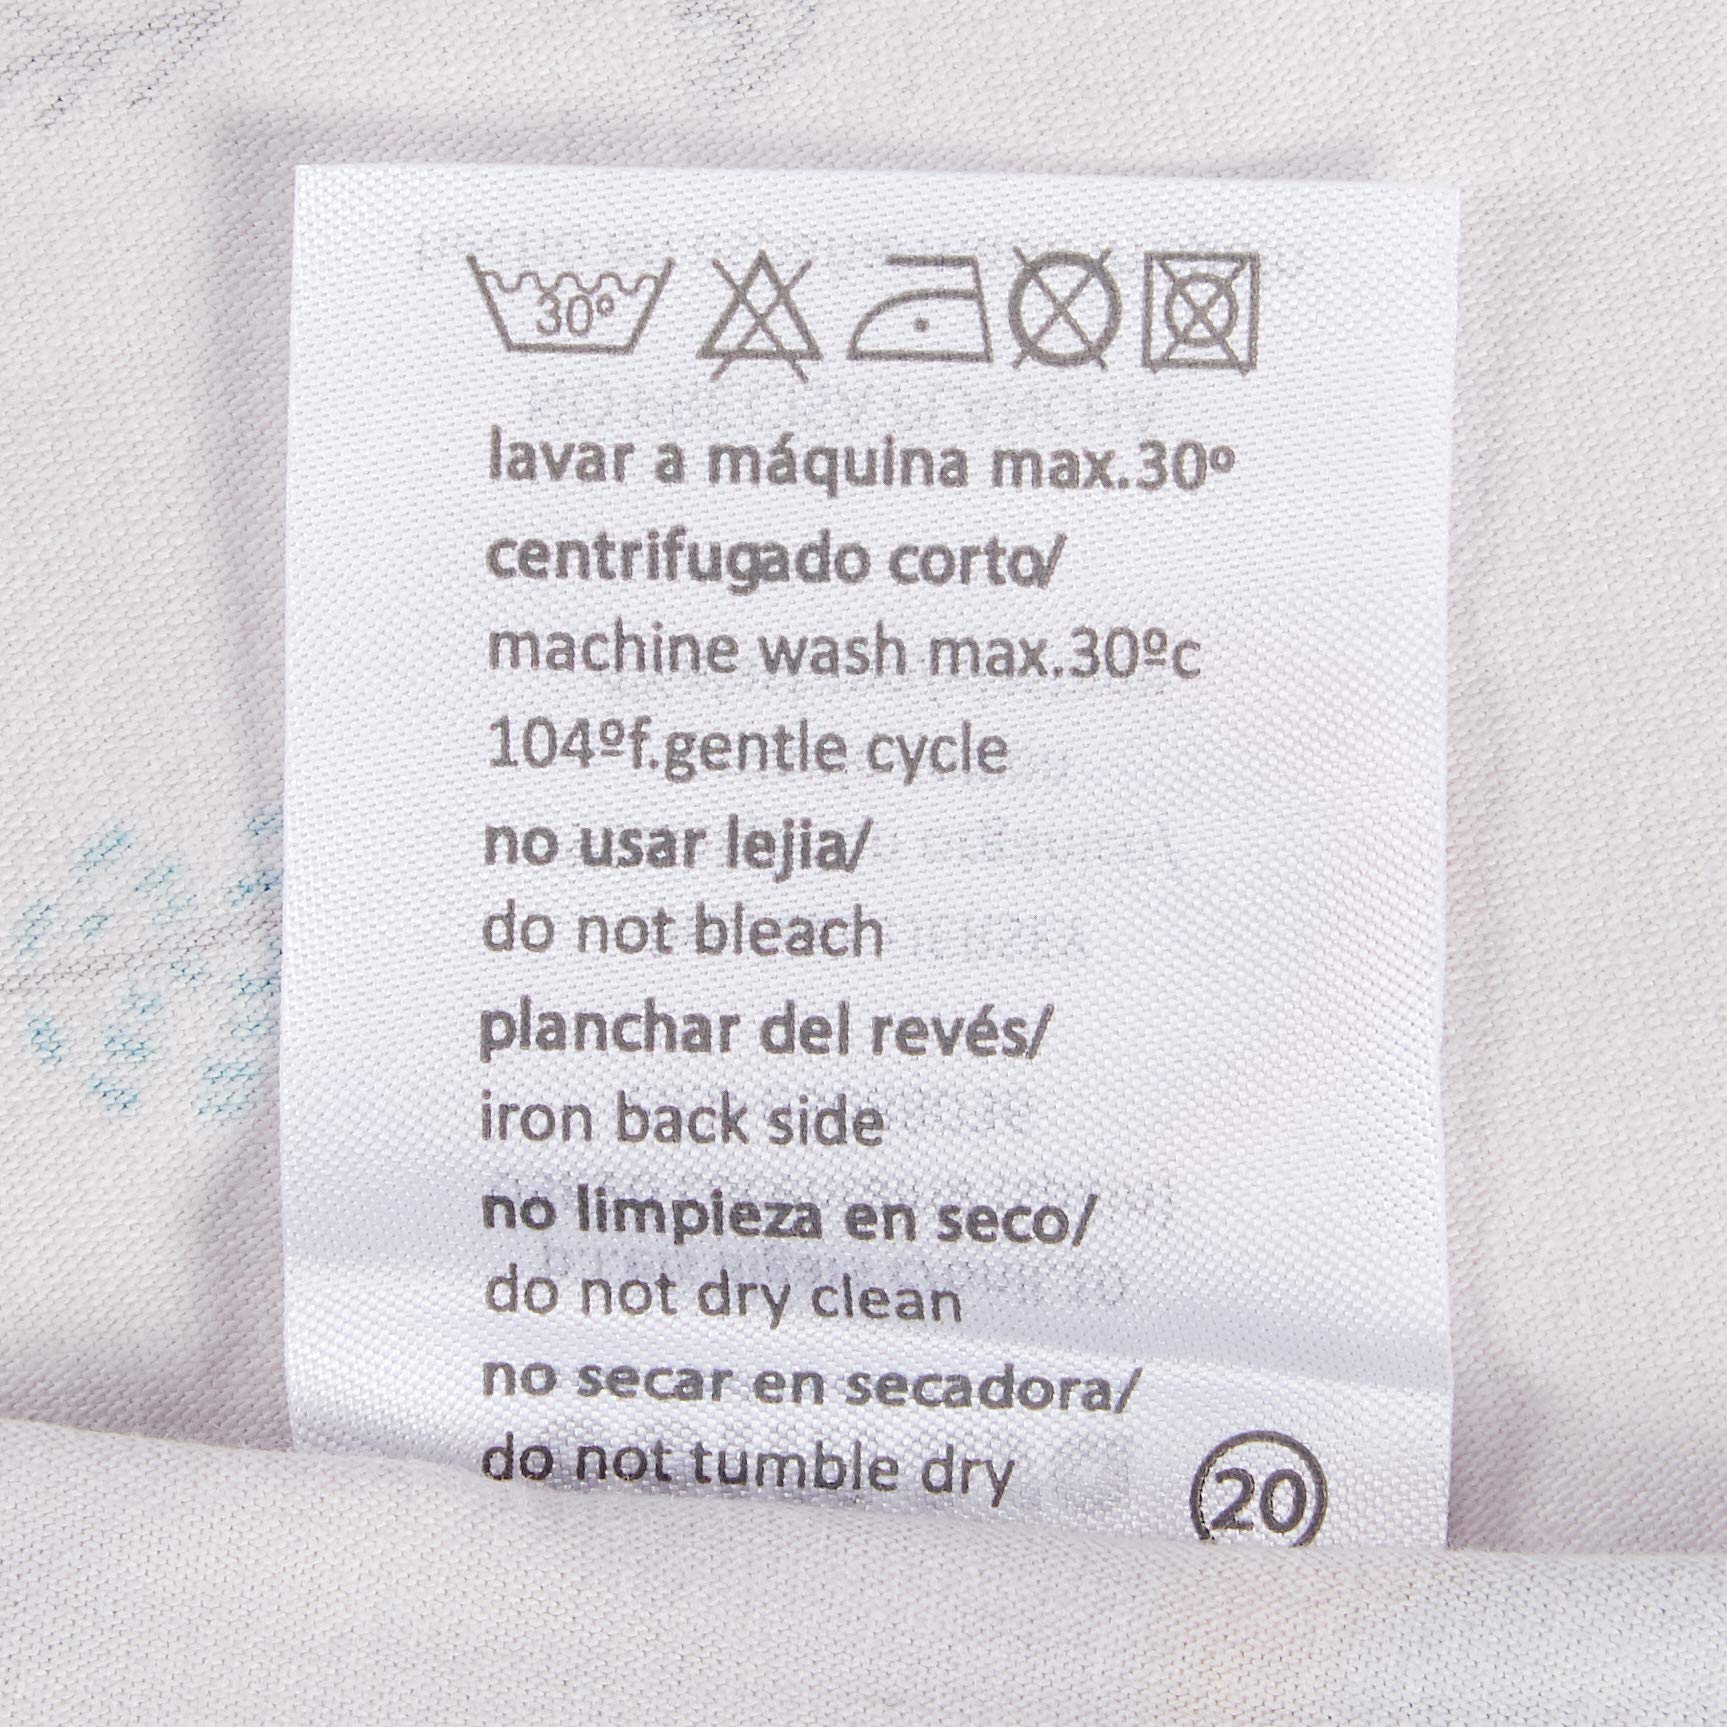 30º
lavar a máquina max.30º
centrifugado corto/
machine wash max.30ºc
104ºf.gentle cycle
no usar lejia/
do not bleach
planchar del revés/
iron back side
no limpieza en seco/
do not dry clean
no secar en secadora/
do not tumble dry
20